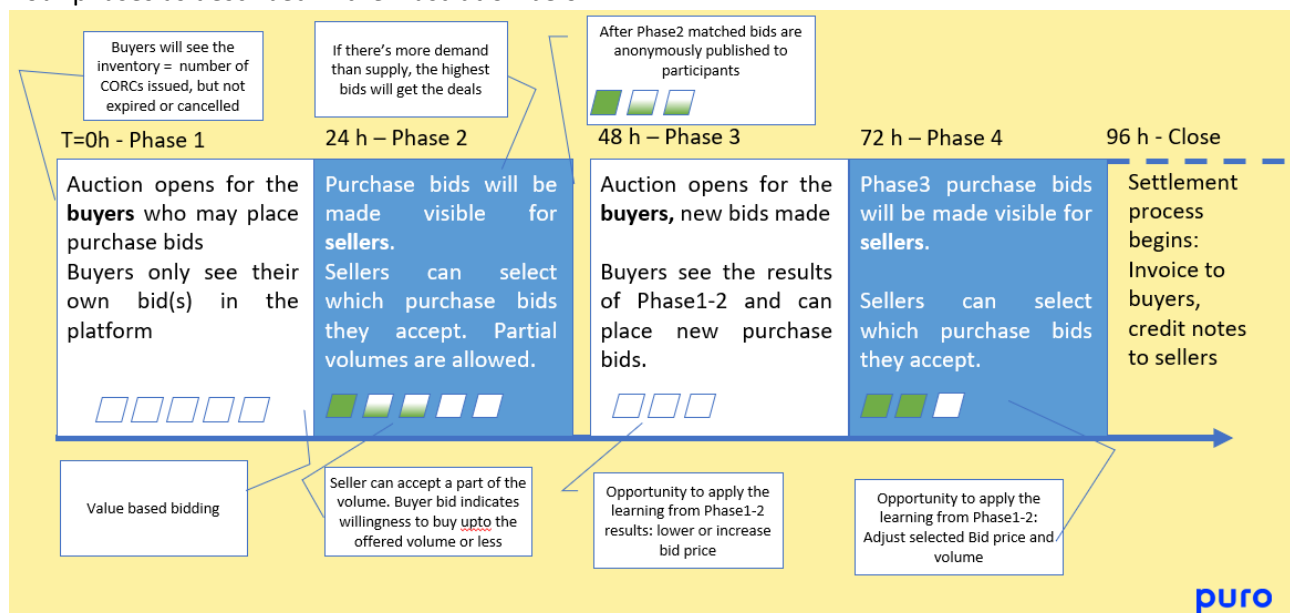 Buyers will see the
inventory = number of
CORCs issued, but not
expired or cancelled
If there's more demand
than supply, the highest
bids will get the deals
After Phase2 matched bids are
anonymously published to
participants
T=0h - Phase 1
24 h – Phase 2
48 h – Phase 3
72 h – Phase 4
96 h - Close
Auction opens for the
buyers who may place
purchase bids
Buyers only see their
own bid(s) in the
platform
Purchase bids will be
made visible for
sellers.
Sellers can select
which purchase bids
they accept. Partial
volumes are allowed.
Auction opens for the
buyers, new bids made
Buyers see the results
of Phase1-2 and can
place new purchase
bids.
Phase3 purchase bids
will be made visible for
sellers.
Sellers can select
which purchase bids
they accept.
Settlement
process
begins:
Invoice to
buyers,
credit notes
to sellers
Value based bidding
Seller can accept a part of the
volume. Buyer bid indicates
willingness to buy upto the
offered volume or less
Opportunity to apply the
learning from Phase1-2
results: lower or increase
bid price
Opportunity to apply the
learning from Phase1-2:
Adjust selected Bid price and
volume
puro